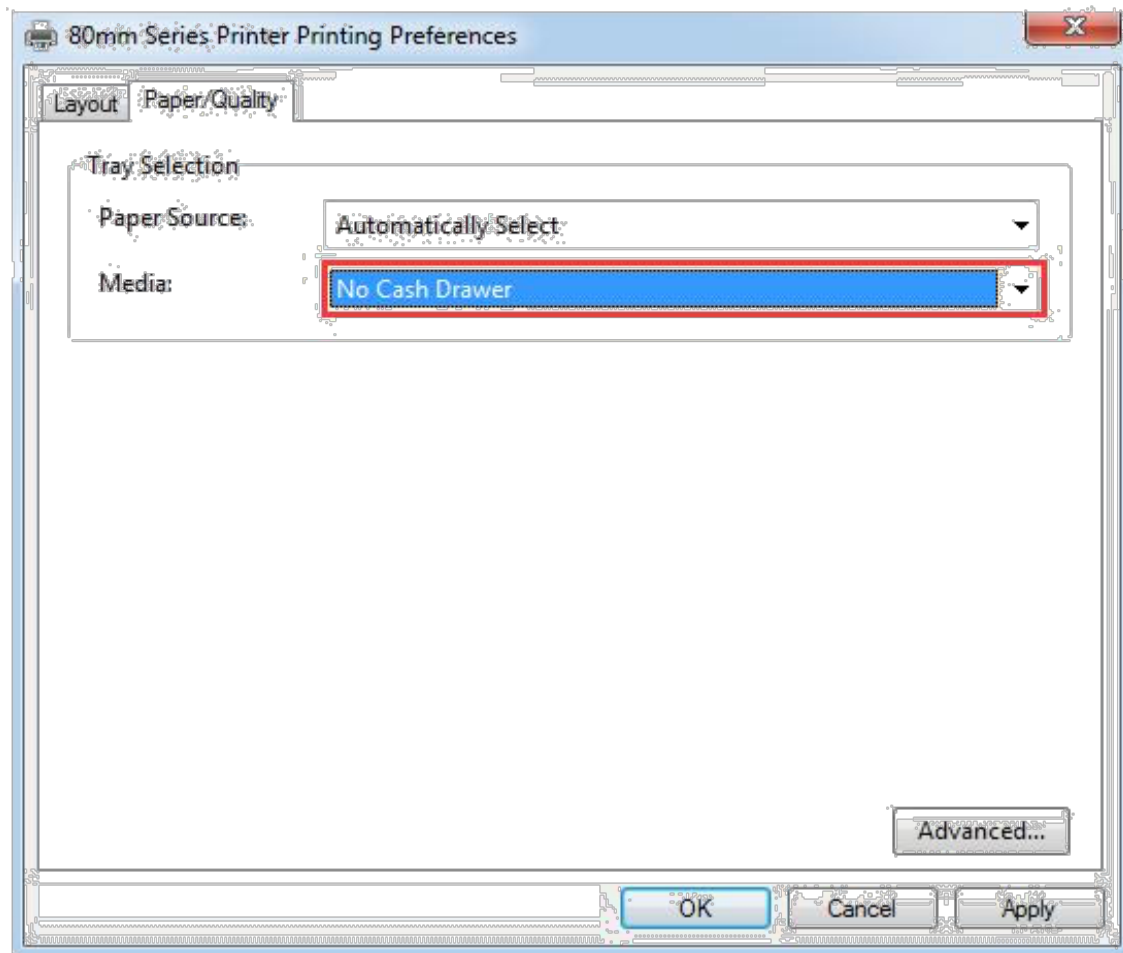 80mm Series Printer Printing Preferences
Layout Paper/Quality
Tray Selection
Paper Source: Automatically Select
Media: No Cash Drawer
Advanced...
OK Cancel Apply